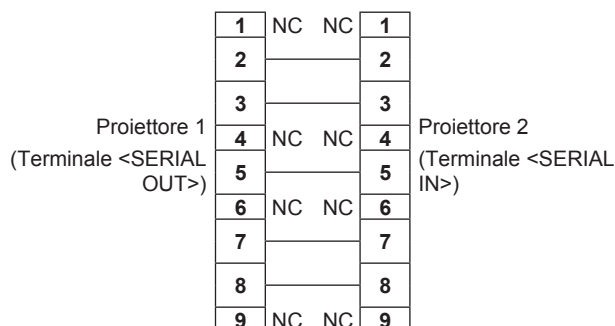 1 NC NC 1
2 2
3 3
Proiettore 1
(Terminale <SERIAL
OUT>)
4 NC NC 4
5 5
6 NC NC 6
7 7
8 8
9 NC NC 9
Proiettore 2
(Terminale <SERIAL
IN>)